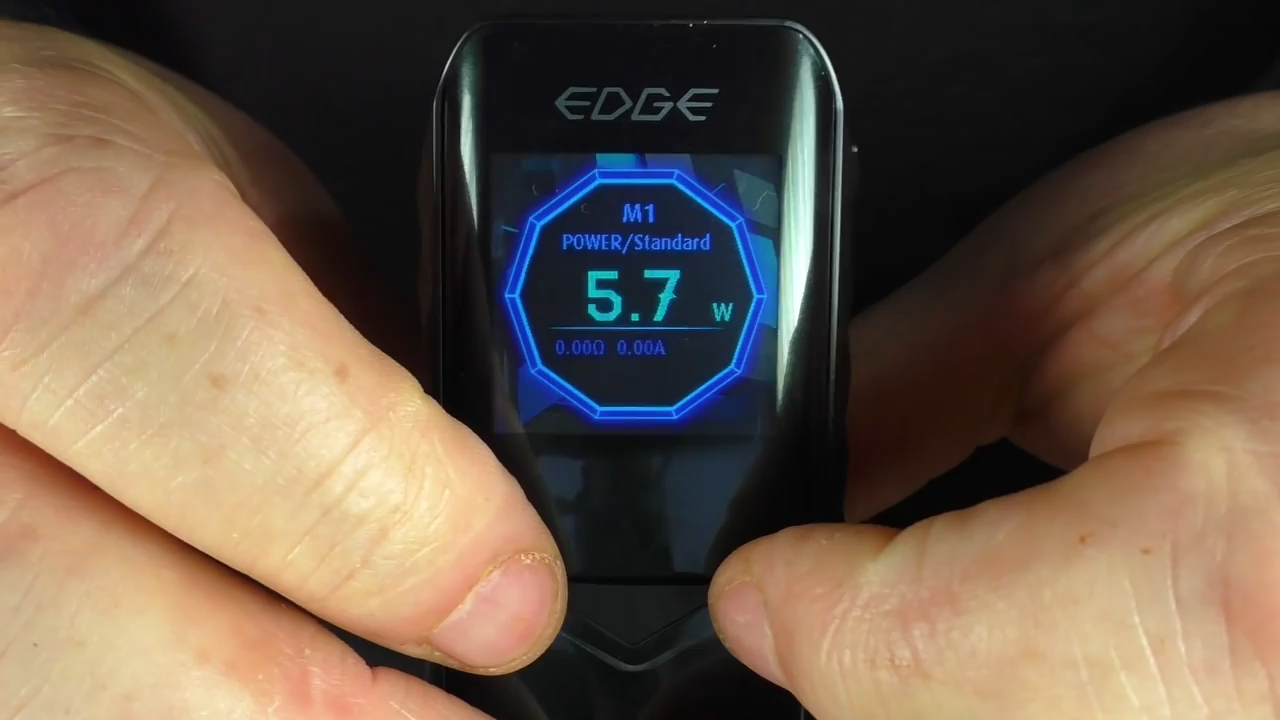 EDGE
M1
POWER/Standard
5.7 W
0.00Ω 0.00A